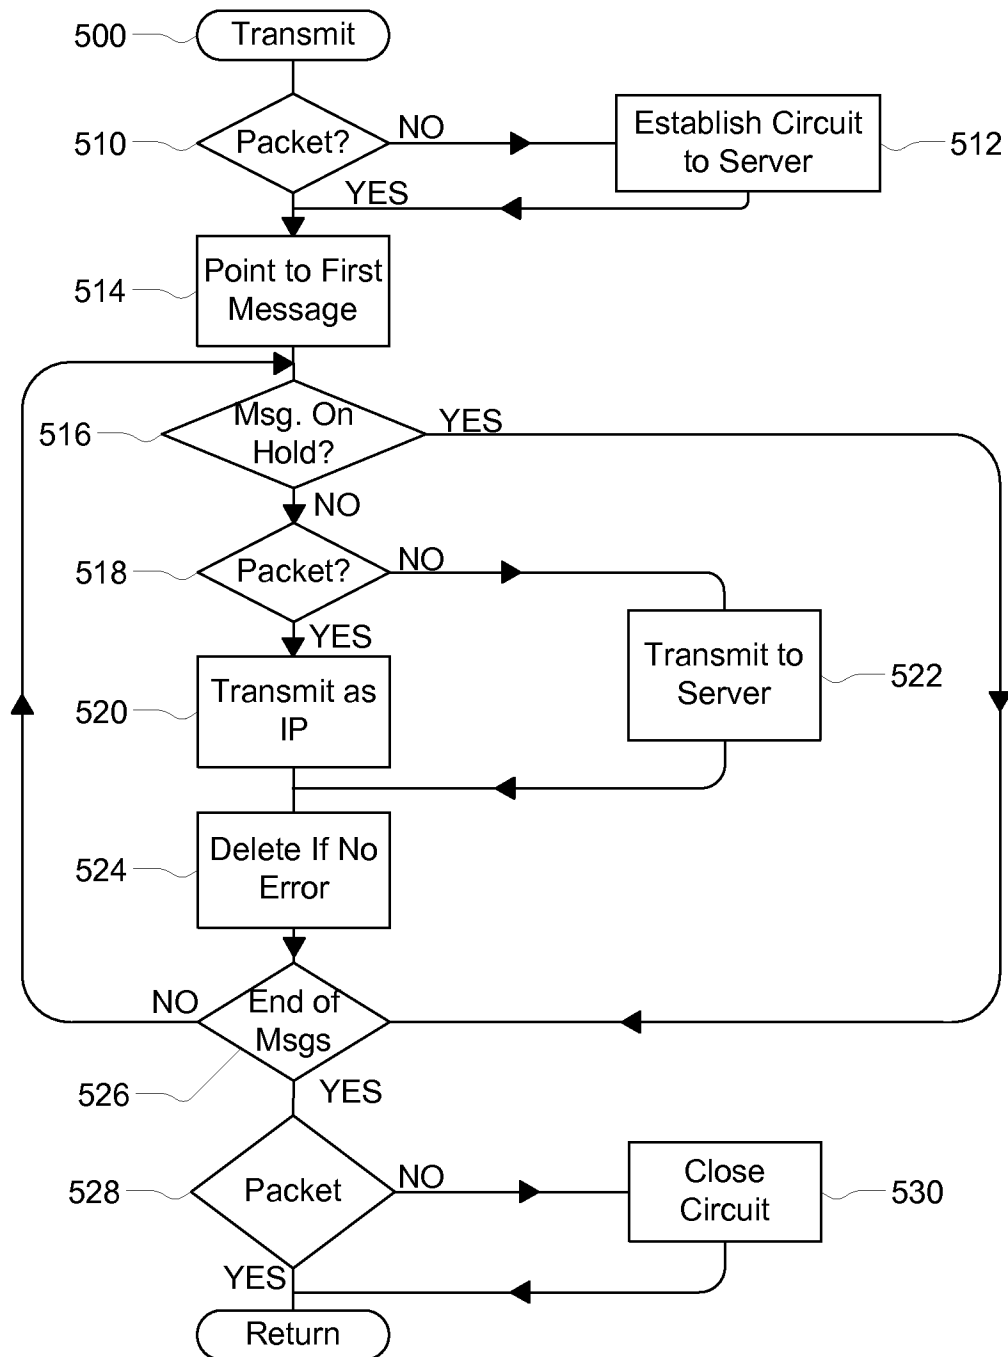 500
Transmit
510
Packet?
NO
Establish Circuit
to Server
512
YES
514
Point to First
Message
516
Msg. On
Hold?
YES
NO
518
Packet?
NO
YES
520
Transmit as
IP
Transmit to
Server
522
524
Delete If No
Error
NO
End of
Msgs
526
YES
528
Packet
NO
Close
Circuit
530
YES
Return